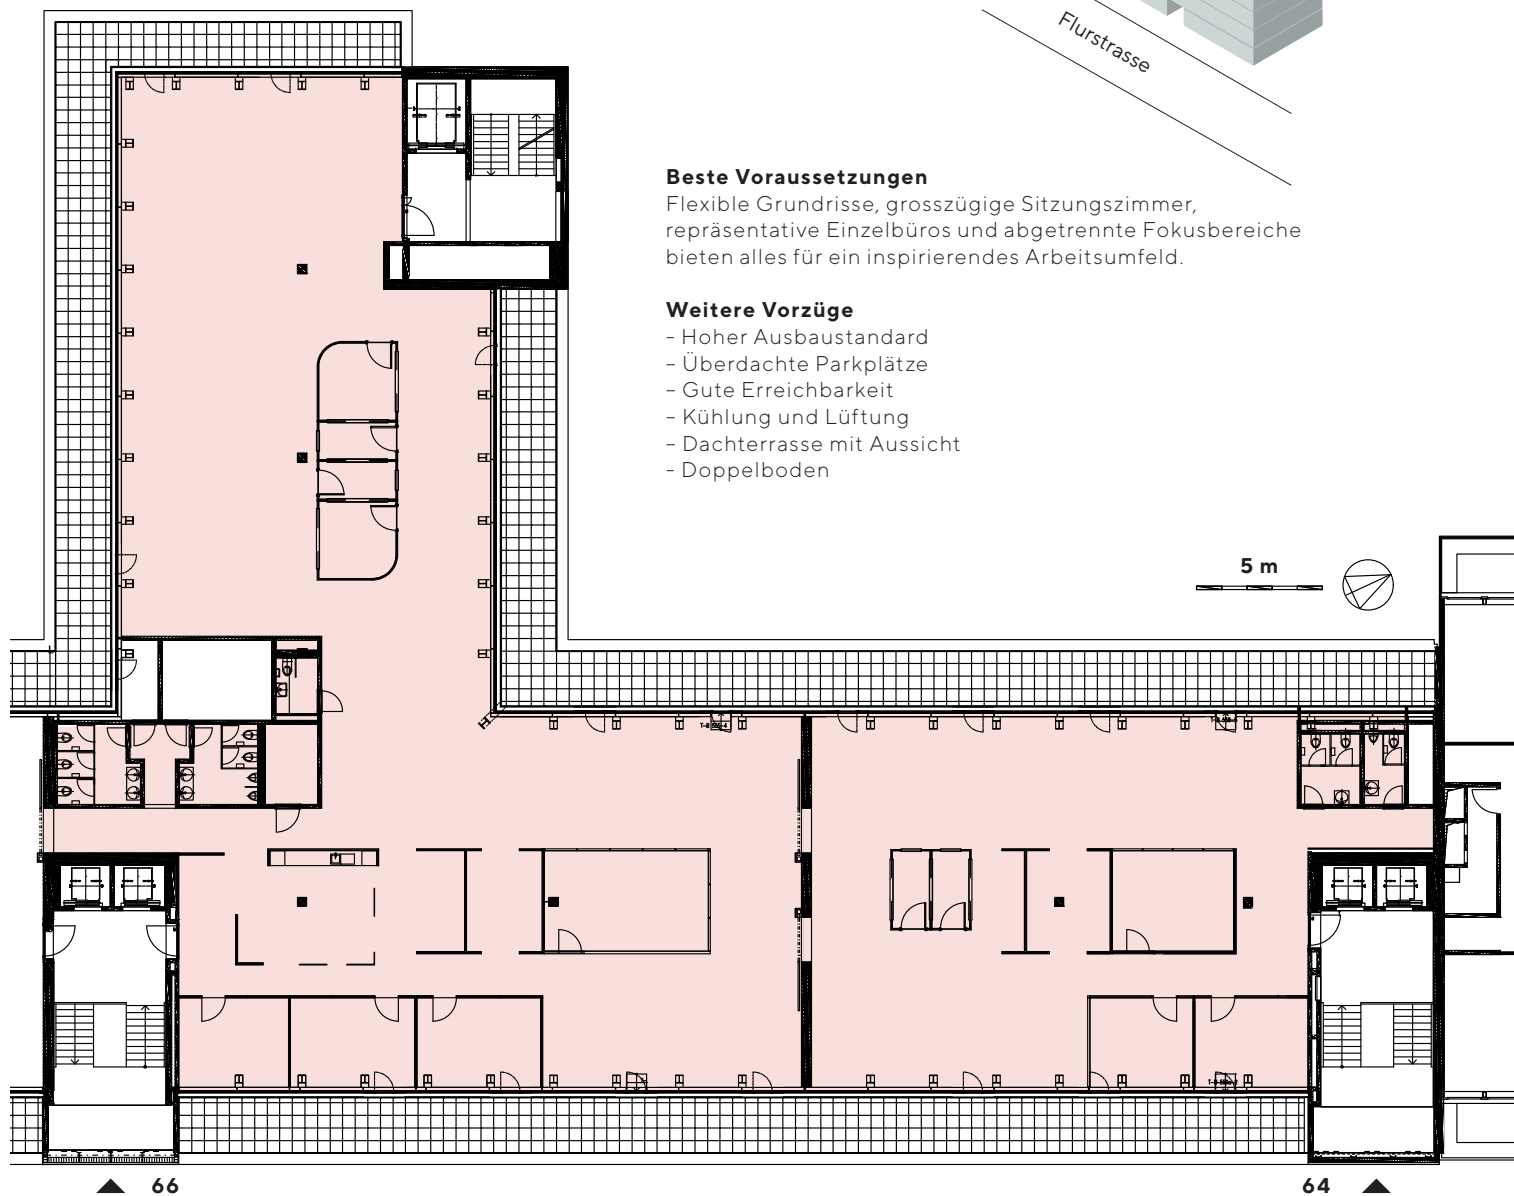 Flurstrasse
Beste Voraussetzungen
Flexible Grundrisse, grosszügige Sitzungszimmer,
repräsentative Einzelbüros und abgetrennte Fokusbereiche
bieten alles für ein inspirierendes Arbeitsumfeld.
Weitere Vorzüge
– Hoher Ausbaustandard
– Überdachte Parkplätze
– Gute Erreichbarkeit
– Kühlung und Lüftung
– Dachterrasse mit Aussicht
– Doppelboden
5 m
66
64